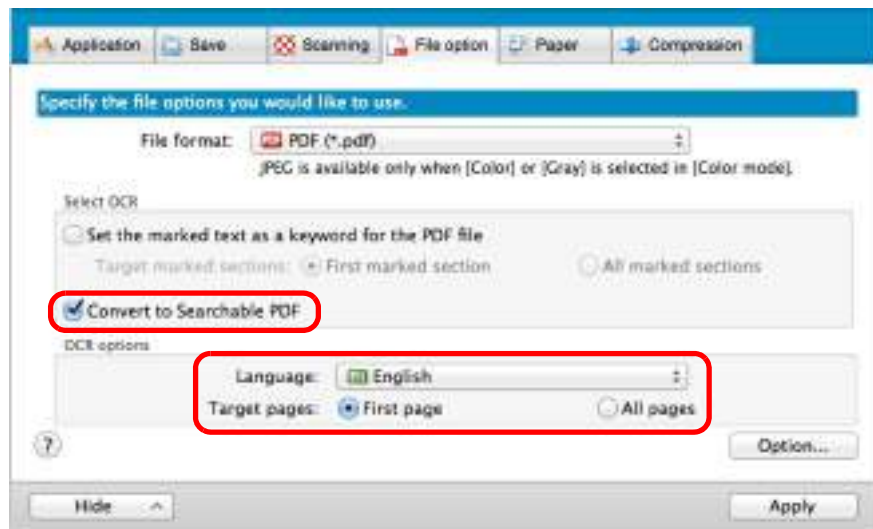 Application Save Scanning File option Paper Compression
Specify the file options you would like to use.
File format: PDF (*.pdf)
JPEG is available only when [Color] or [Gray] is selected in [Color mode].
Select OCR
Set the marked text as a keyword for the PDF file
Target marked sections: First marked section All marked sections
Convert to Searchable PDF
OCR options
Language: English
Target pages: First page All pages
? Option...
Hide Apply